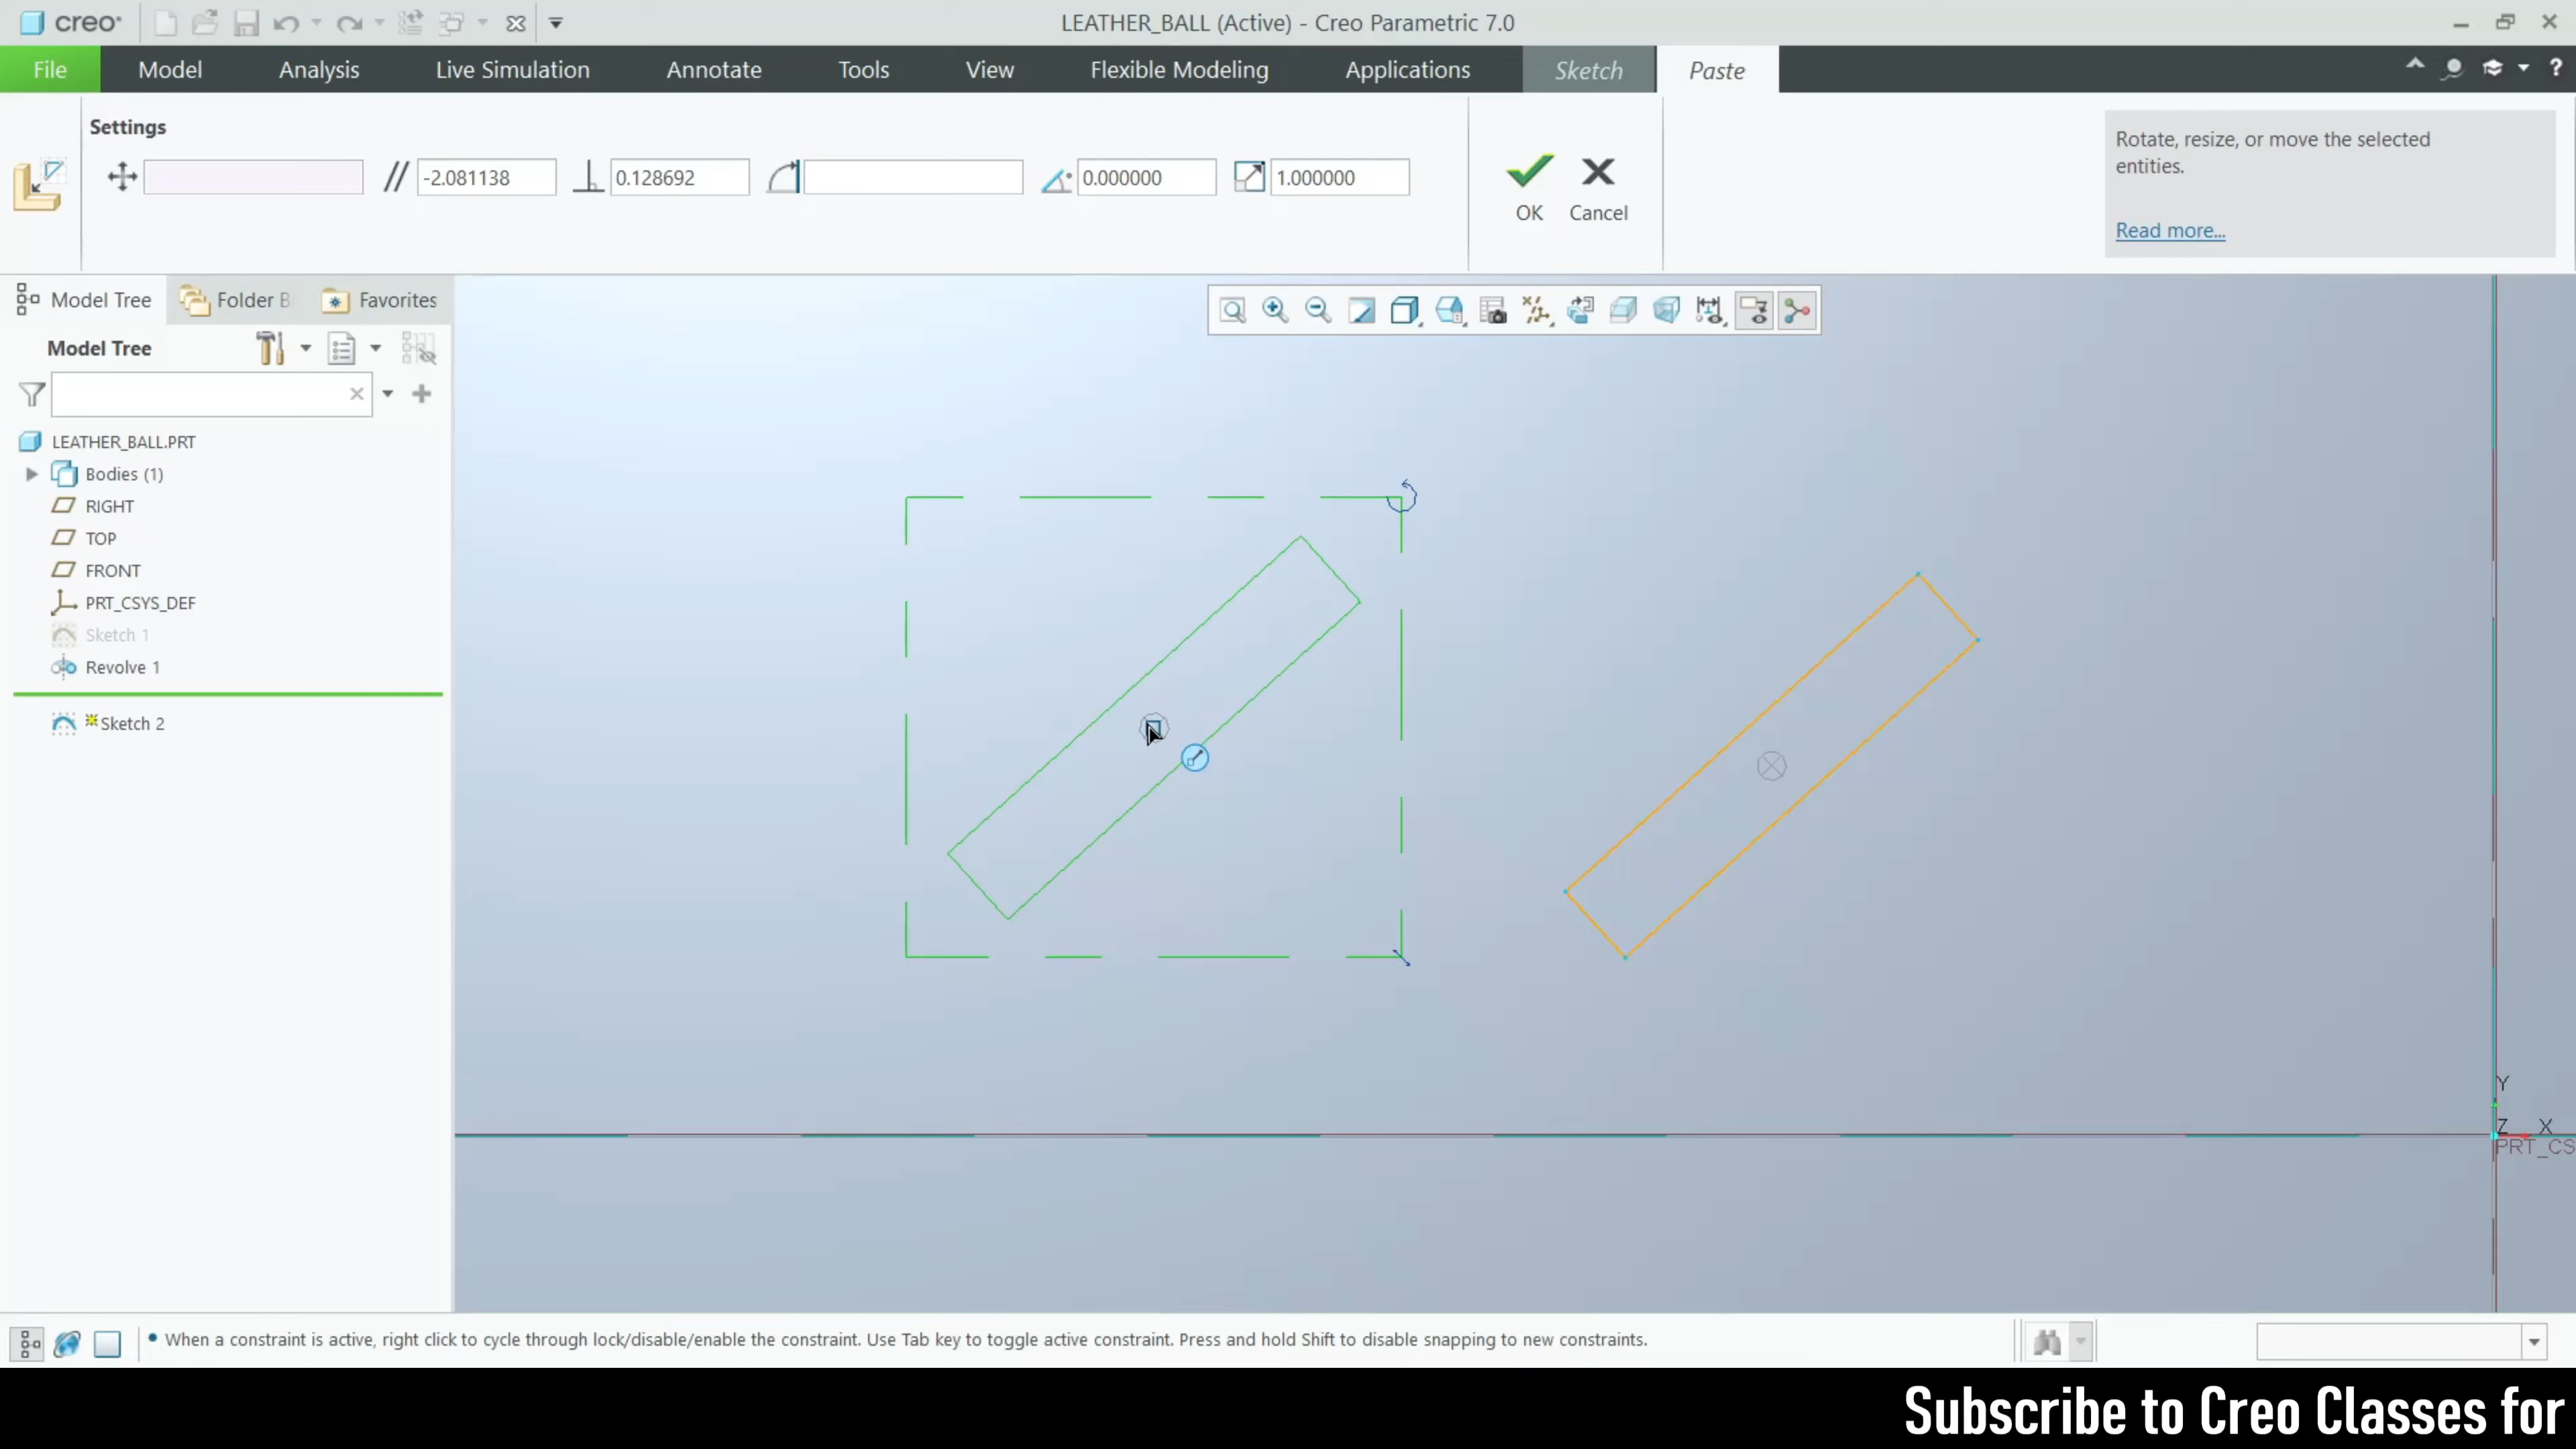 creo®
LEATHER_BALL (Active) - Creo Parametric 7.0
File Model Analysis Live Simulation Annotate Tools View Flexible Modeling Applications Sketch Paste
Settings
-2.081138 0.128692 0.000000 1.000000
OK Cancel
Rotate, resize, or move the selected
entities.
Read more...
Model Tree Folder B Favorites
Model Tree
LEATHER_BALL.PRT
Bodies (1)
RIGHT
TOP
FRONT
PRT_CSYS_DEF
Sketch 1
Revolve 1
Sketch 2
Y
Z X
PRT_CS
• When a constraint is active, right click to cycle through lock/disable/enable the constraint. Use Tab key to toggle active constraint. Press and hold Shift to disable snapping to new constraints.
Subscribe to Creo Classes for